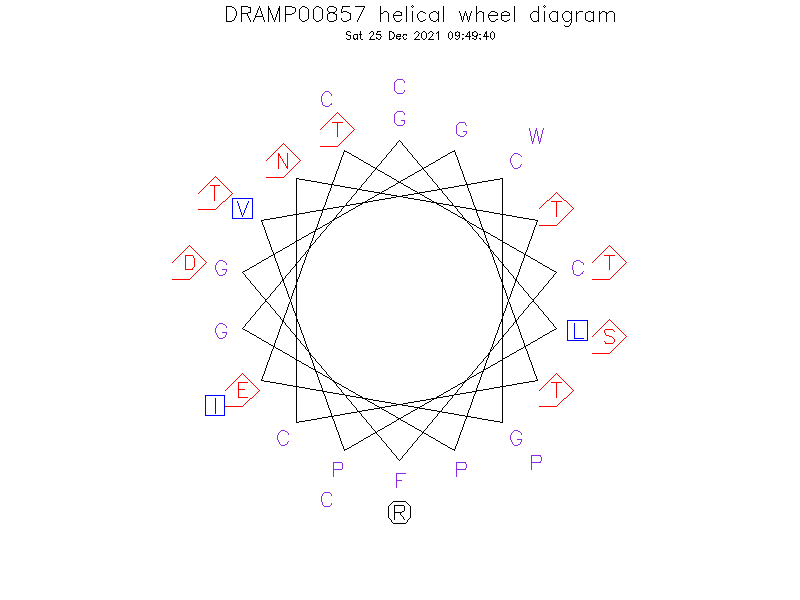 DRAMP00857 helical wheel diagram
Sat 25 Dec 2021 09:49:40
C
C
G
T
G
W
N
C
T
V
T
D
G
C
T
G
L
S
E
I
T
C
G
P
P
P
F
C
R